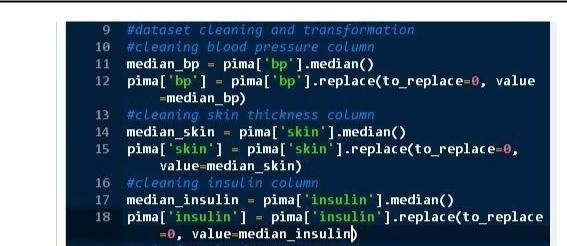 9 #dataset cleaning and transformation
10 #cleaning blood pressure column
11 median_bp = pima['bp'].median()
12 pima['bp'] = pima['bp'].replace(to_replace=0, value
=median_bp)
13 #cleaning skin thickness column
14 median_skin = pima['skin'].median()
15 pima['skin'] = pima['skin'].replace(to_replace=0,
value=median_skin)
16 #cleaning insulin column
17 median_insulin = pima['insulin'].median()
18 pima['insulin'] = pima['insulin'].replace(to_replace
=0, value=median_insulin)